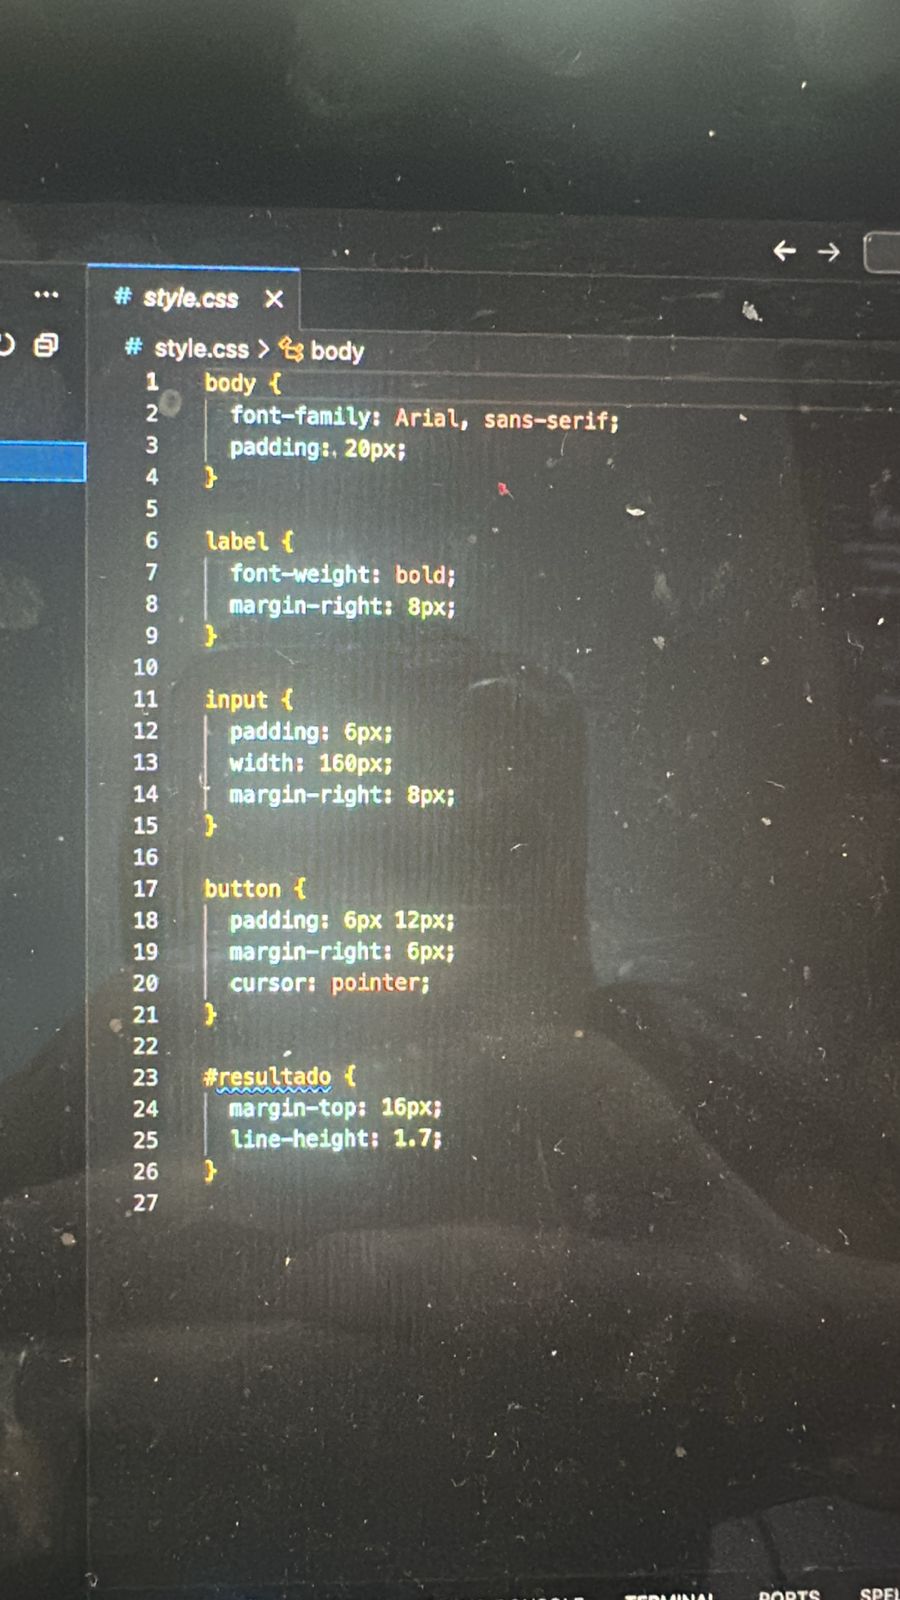 ... # style.css ×
# style.css > body
1 body {
2 font-family: Arial, sans-serif;
3 padding: 20px;
4 }
5
6 label {
7 font-weight: bold;
8 margin-right: 8px;
9 }
10
11 input {
12 padding: 6px;
13 width: 160px;
14 margin-right: 8px;
15 }
16
17 button {
18 padding: 6px 12px;
19 margin-right: 6px;
20 cursor: pointer;
21 }
22
23 #resultado {
24 margin-top: 16px;
25 line-height: 1.7;
26 }
27
TERMINAL PORTS